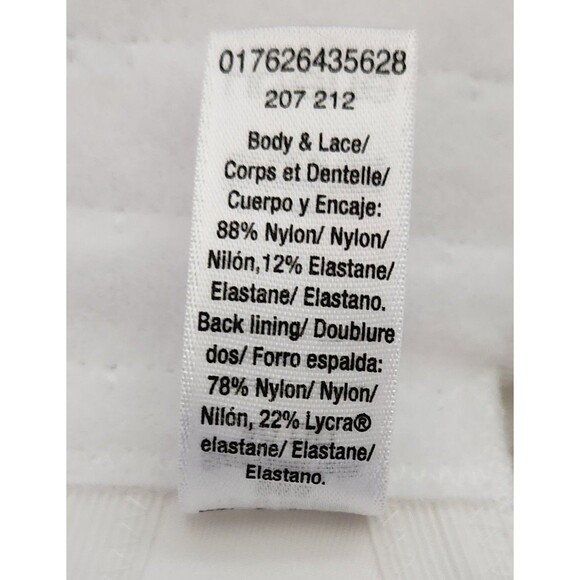 017626435628
207 212
Body & Lace/
Corps et Dentelle/
Cuerpo y Encaje:
88% Nylon/ Nylon/
Nilón,12% Elastane/
Elastane/ Elastano.
Back lining/ Doublure
dos/ Forro espalda:
78% Nylon/ Nylon/
Nilón, 22% Lycra®
elastane/ Elastane/
Elastano.